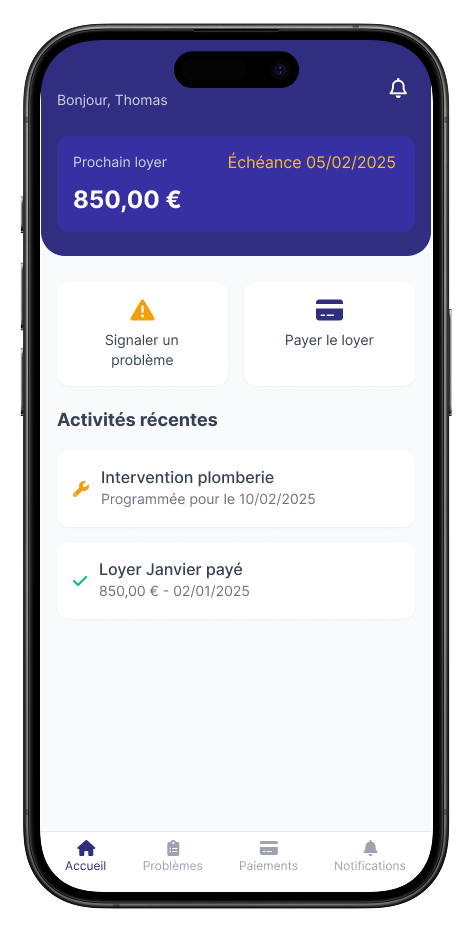 Bonjour, Thomas
Prochain loyer
Échéance 05/02/2025
850,00 €
Signaler un
problème
Payer le loyer
Activités récentes
Intervention plomberie
Programmée pour le 10/02/2025
Loyer Janvier payé
850,00 € - 02/01/2025
Accueil
Problèmes
Paiements
Notifications